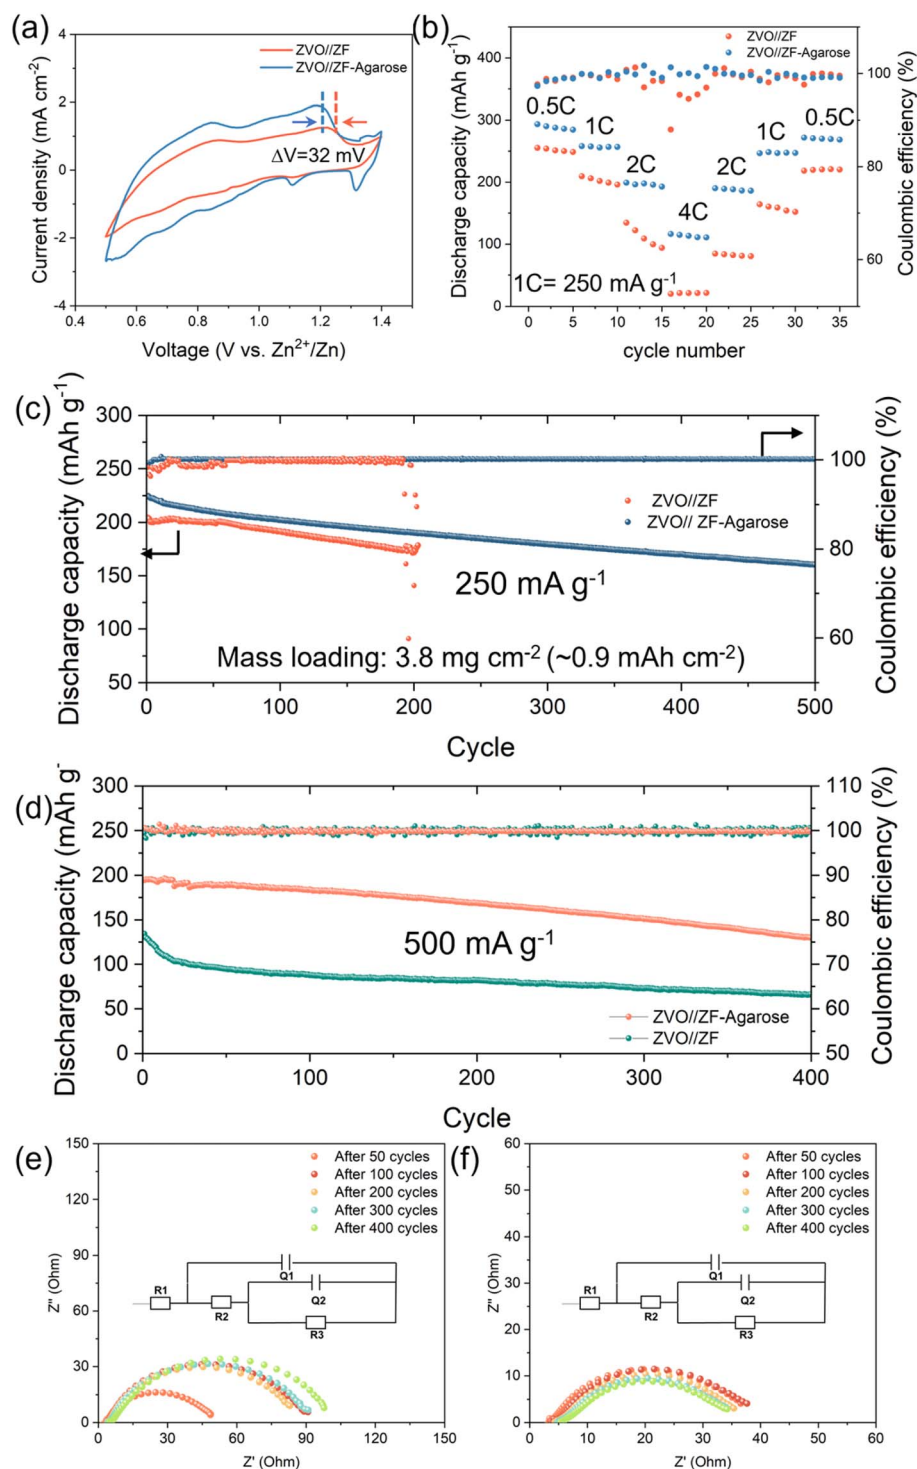 (a)
ZVO//ZF
ZVO//ZF-Agarose
ΔV=32 mV
Current density (mA cm-2)
4
2
0
-2
-4
0.4
0.6
0.8
1.0
1.2
1.4
Voltage (V vs. Zn2+/Zn)
(b)
ZVO//ZF
ZVO//ZF-Agarose
Discharge capacity (mAh g-1)
400
300
200
100
0
0.5C
1C
2C
4C
2C
1C
0.5C
1C= 250 mA g-1
0
5
10
15
20
25
30
35
cycle number
100
80
60
Coulombic efficiency (%)
(c)
Discharge capacity (mAh g-1)
300
250
200
150
100
50
ZVO//ZF
ZVO// ZF-Agarose
250 mA g-1
Mass loading: 3.8 mg cm-2 (~0.9 mAh cm-2)
0
100
200
300
400
500
Cycle
100
80
60
Coulombic efficiency (%)
(d)
Discharge capacity (mAh g-
300
250
200
150
100
50
0
500 mA g-1
ZVO//ZF-Agarose
ZVO//ZF
0
100
200
300
400
Cycle
110
100
90
80
70
60
50
Coulombic efficiency (%)
(e)
150
120
90
60
30
0
Z'' (Ohm)
After 50 cycles
After 100 cycles
After 200 cycles
After 300 cycles
After 400 cycles
R1
R2
Q1
Q2
R3
0
30
60
90
120
150
Z' (Ohm)
(f)
60
50
40
30
20
10
0
Z'' (Ohm)
After 50 cycles
After 100 cycles
After 200 cycles
After 300 cycles
After 400 cycles
R1
R2
Q1
Q2
R3
0
10
20
30
40
50
60
Z' (Ohm)